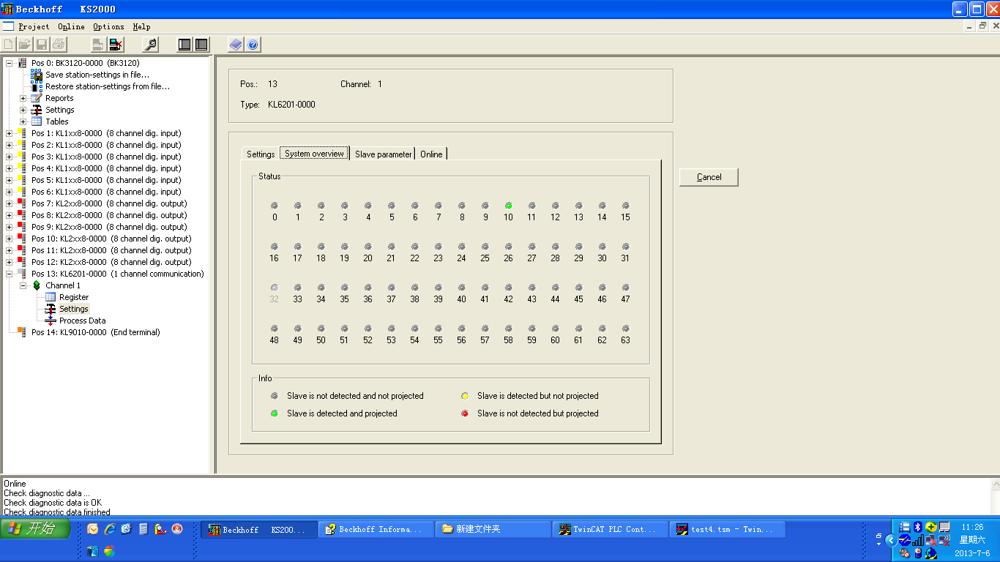 Beckhoff KS2000
Project Online Options Help
Pos 0: BK3120-0000 (BK3120)
Save station-settings in file...
Restore station-settings from file...
Reports
Settings
Tables
Pos 1: KL1xx8-0000 (8 channel dig. input)
Pos 2: KL1xx8-0000 (8 channel dig. input)
Pos 3: KL1xx8-0000 (8 channel dig. input)
Pos 4: KL1xx8-0000 (8 channel dig. input)
Pos 5: KL1xx8-0000 (8 channel dig. input)
Pos 6: KL1xx8-0000 (8 channel dig. input)
Pos 7: KL2xx8-0000 (8 channel dig. output)
Pos 8: KL2xx8-0000 (8 channel dig. output)
Pos 9: KL2xx8-0000 (8 channel dig. output)
Pos 10: KL2xx8-0000 (8 channel dig. output)
Pos 11: KL2xx8-0000 (8 channel dig. output)
Pos 12: KL2xx8-0000 (8 channel dig. output)
Pos 13: KL6201-0000 (1 channel communication)
Channel 1
Register
Settings
Process Data
Pos 14: KL9010-0000 (End terminal)
Pos.: 13 Channel: 1
Type: KL6201-0000
Settings System overview Slave parameter Online
Cancel
Status
0 1 2 3 4 5 6 7 8 9 10 11 12 13 14 15
16 17 18 19 20 21 22 23 24 25 26 27 28 29 30 31
32 33 34 35 36 37 38 39 40 41 42 43 44 45 46 47
48 49 50 51 52 53 54 55 56 57 58 59 60 61 62 63
Info
Slave is not detected and not projected Slave is detected but not projected
Slave is detected and projected Slave is not detected but projected
Online
Check diagnostic data ...
Check diagnostic data is OK
Check diagnostic data finished
开始 Beckhoff KS200... Beckhoff Informa... 新建文件夹 TwinCAT PLC Cont... test4.tsm - Twin... 11:26
星期六
2013-7-6